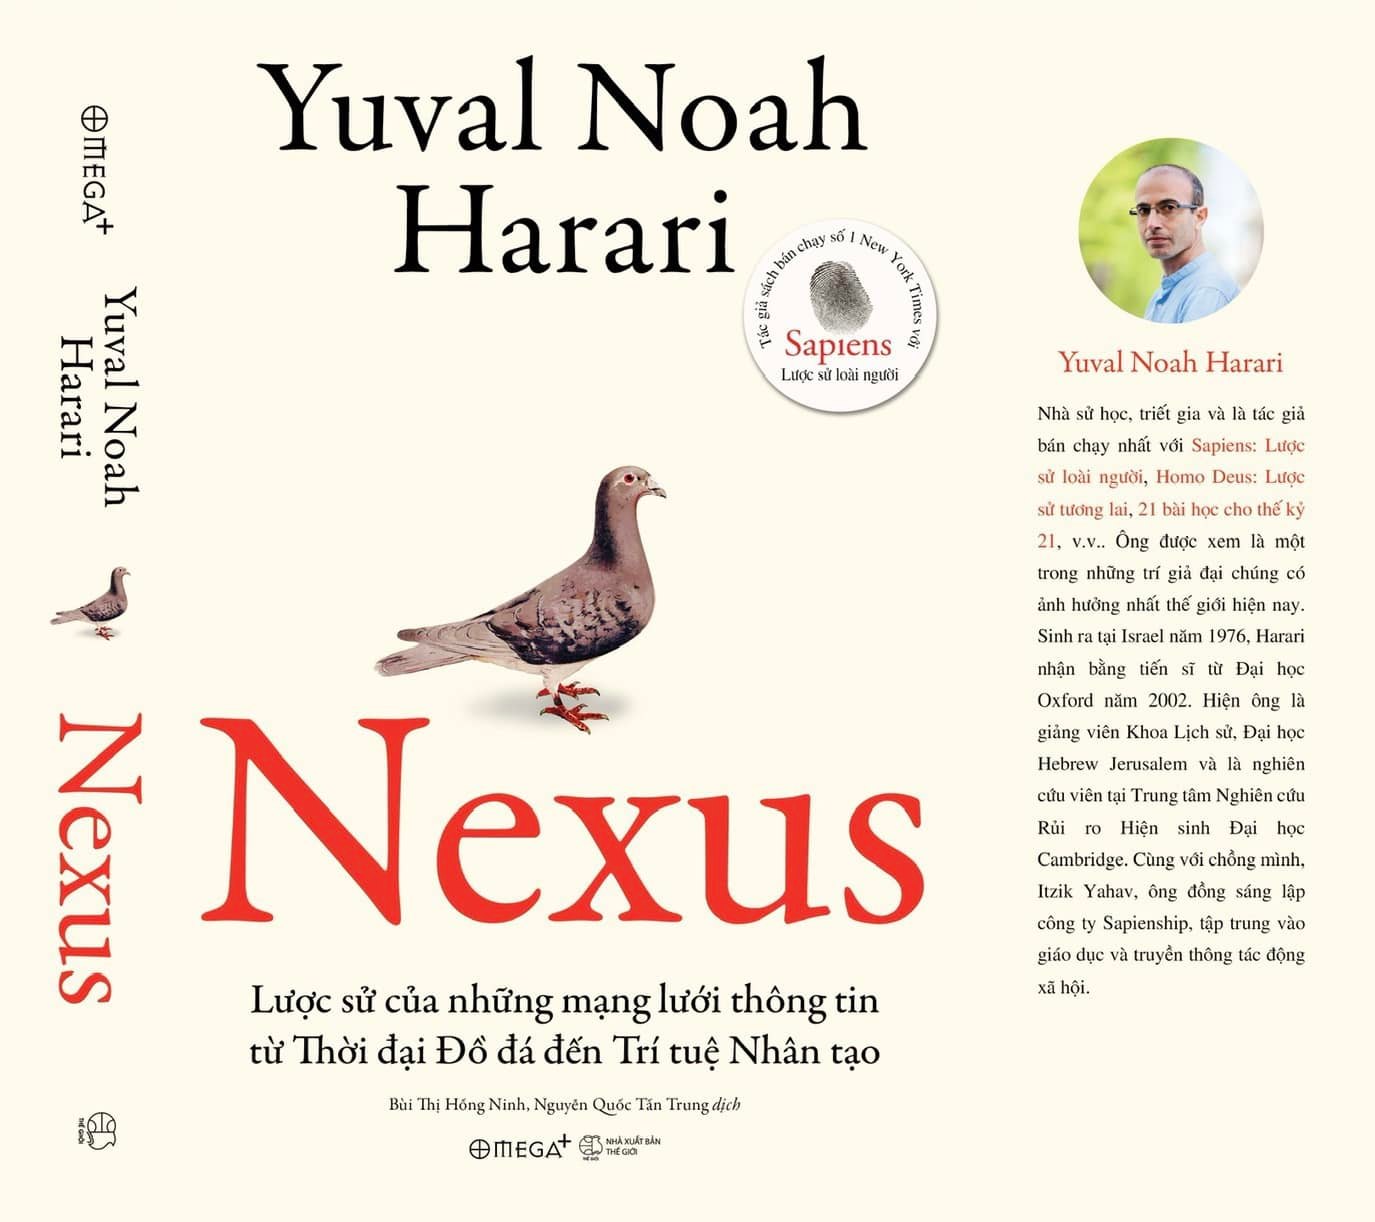 OMEGA+
Yuval Noah
Harari
Nexus
THẾ GIỚI
Yuval Noah
Harari
Tác giả sách bán chạy số 1 New York Times với
Sapiens
Lược sử loài người
Nexus
Lược sử của những mạng lưới thông tin
từ Thời đại Đồ đá đến Trí tuệ Nhân tạo
Bùi Thị Hồng Ninh, Nguyễn Quốc Tấn Trung dịch
OMEGA+
THẾ GIỚI
NHÀ XUẤT BẢN
THẾ GIỚI
Yuval Noah Harari
Nhà sử học, triết gia và là tác giả
bán chạy nhất với Sapiens: Lược
sử loài người, Homo Deus: Lược
sử tương lai, 21 bài học cho thế kỷ
21, v.v.. Ông được xem là một
trong những trí giả đại chúng có
ảnh hưởng nhất thế giới hiện nay.
Sinh ra tại Israel năm 1976, Harari
nhận bằng tiến sĩ từ Đại học
Oxford năm 2002. Hiện ông là
giảng viên Khoa Lịch sử, Đại học
Hebrew Jerusalem và là nghiên
cứu viên tại Trung tâm Nghiên cứu
Rủi ro Hiện sinh Đại học
Cambridge. Cùng với chồng mình,
Itzik Yahav, ông đồng sáng lập
công ty Sapienship, tập trung vào
giáo dục và truyền thông tác động
xã hội.